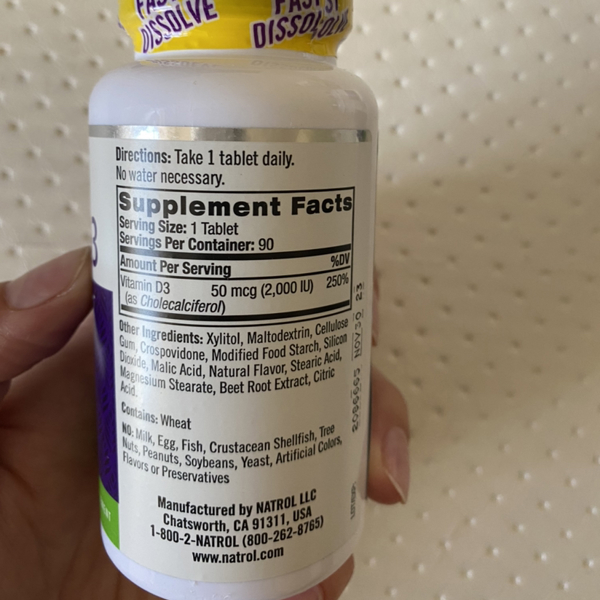 FAST DISSOLVE
FAST DISSOLVE
Directions: Take 1 tablet daily.
No water necessary.
Supplement Facts
Serving Size: 1 Tablet
Servings Per Container: 90
Amount Per Serving %DV
Vitamin D3 50 mcg (2,000 IU) 250%
(as Cholecalciferol)
Other Ingredients: Xylitol, Maltodextrin, Cellulose
Gum, Crospovidone, Modified Food Starch, Silicon
Dioxide, Malic Acid, Natural Flavor, Stearic Acid,
Magnesium Stearate, Beet Root Extract, Citric
Acid.
Contains: Wheat
NO: Milk, Egg, Fish, Crustacean Shellfish, Tree
Nuts, Peanuts, Soybeans, Yeast, Artificial Colors,
Flavors or Preservatives
Manufactured by NATROL LLC
Chatsworth, CA 91311, USA
1-800-2-NATROL (800-262-8765)
www.natrol.com
3
NOV 30 23